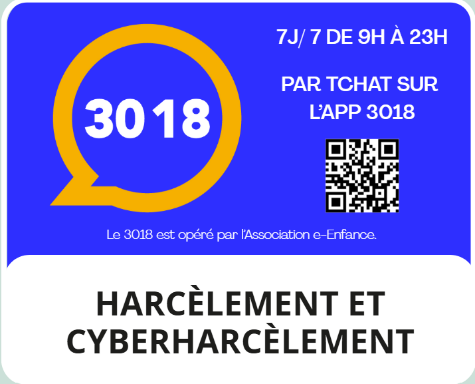 3018
7J/ 7 DE 9H À 23H
PAR TCHAT SUR
L'APP 3018
Le 3018 est opéré par l'Association e-Enfance.
HARCÈLEMENT ET
CYBERHARCÈLEMENT